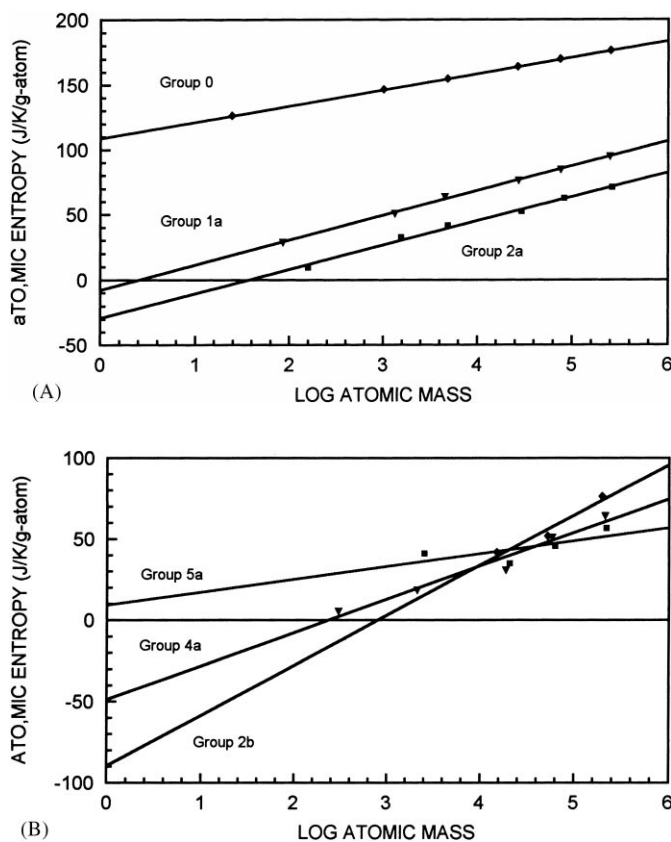 200
150
100
50
0
-50
aTO,MIC ENTROPY (J/K/g-atom)
Group 0
Group 1a
Group 2a
0 1 2 3 4 5 6
LOG ATOMIC MASS
(A)
100
50
0
-50
-100
ATO,MIC ENTROPY (J/K/g-atom)
Group 5a
Group 4a
Group 2b
0 1 2 3 4 5 6
LOG ATOMIC MASS
(B)